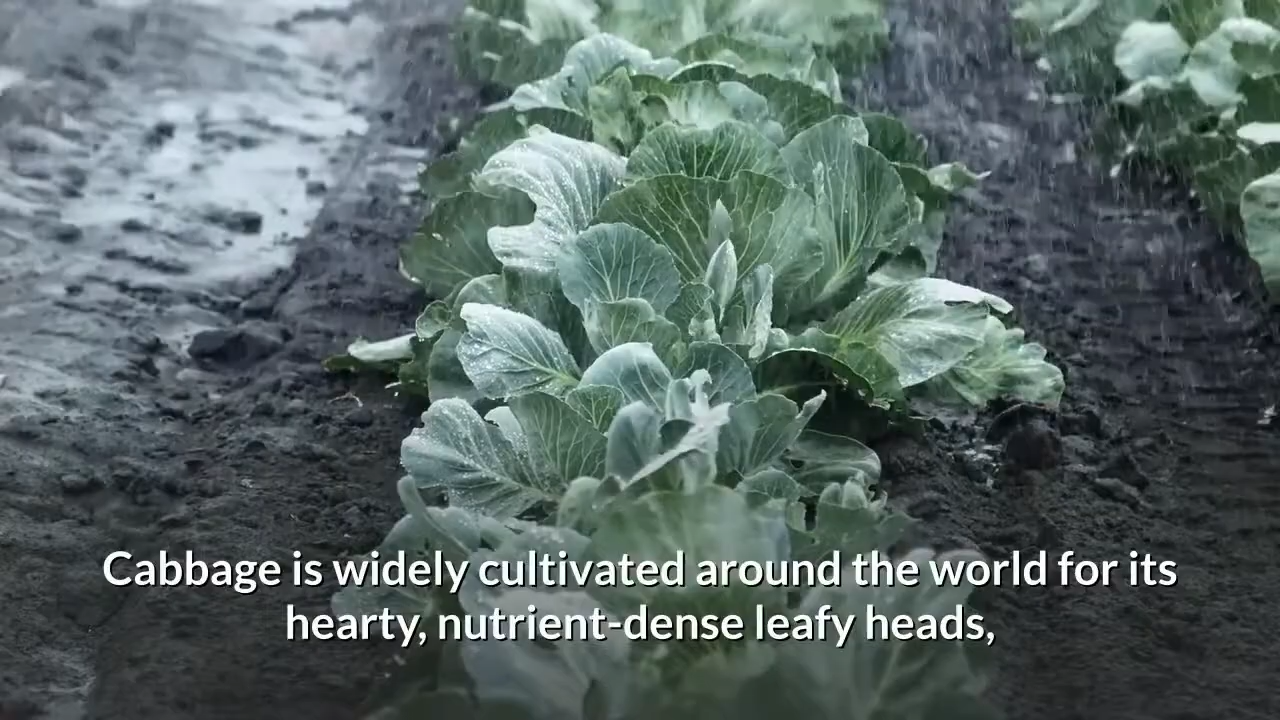 Cabbage is widely cultivated around the world for its
hearty, nutrient-dense leafy heads,